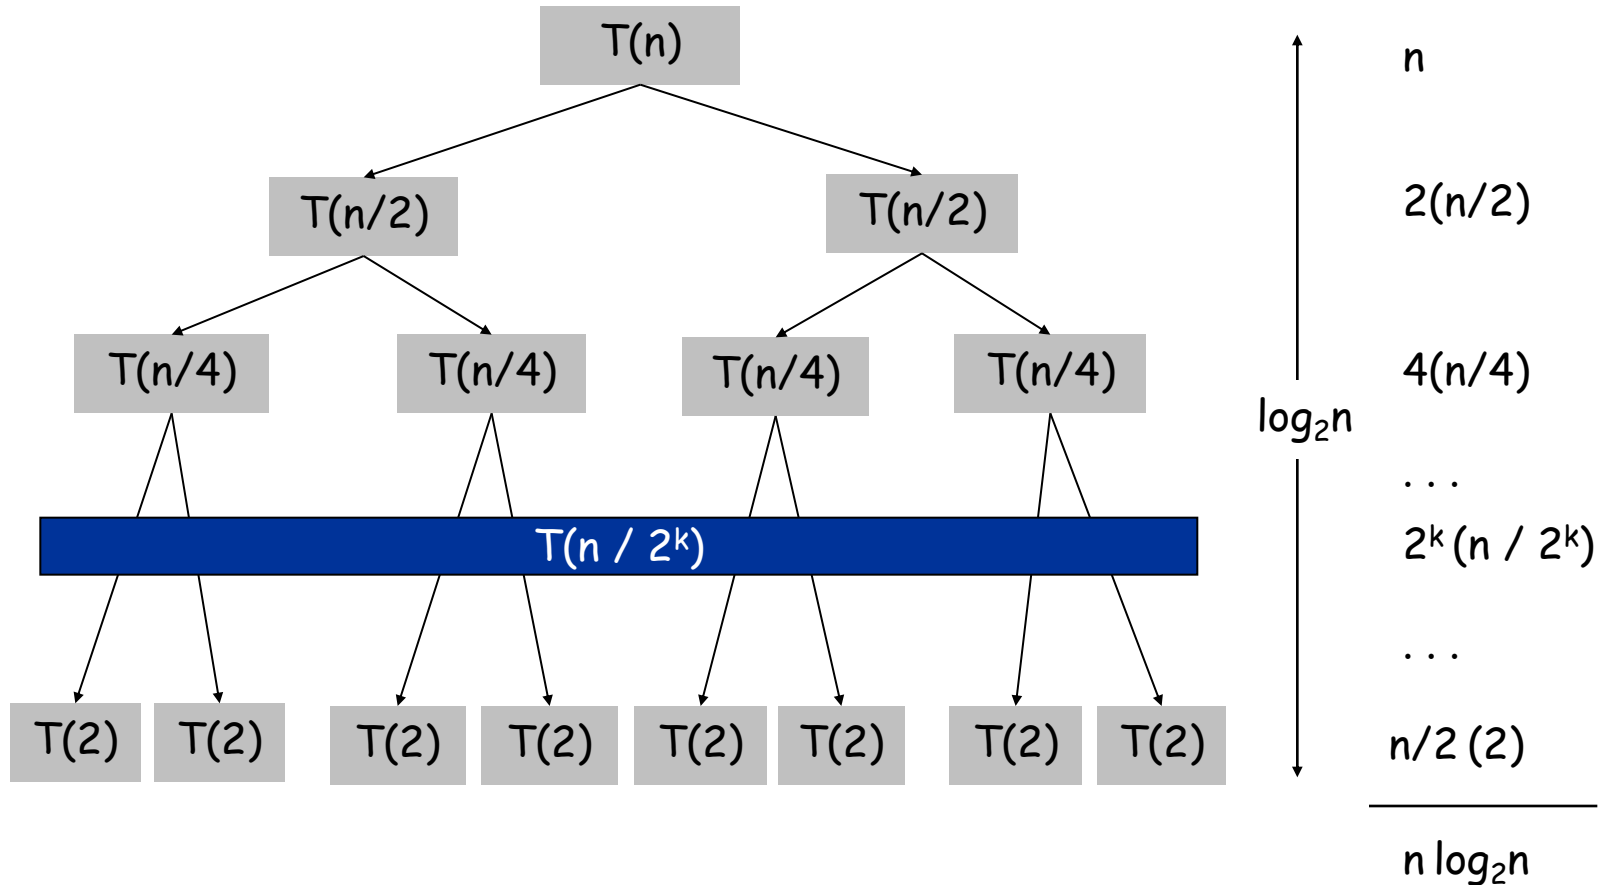 T(n)
n
T(n/2) T(n/2)
2(n/2)
T(n/4) T(n/4) T(n/4) T(n/4)
4(n/4)
log₂n
. . .
T(n / 2ᵏ)
2ᵏ (n / 2ᵏ)
. . .
T(2) T(2) T(2) T(2) T(2) T(2) T(2) T(2)
n/2 (2)
n log₂n